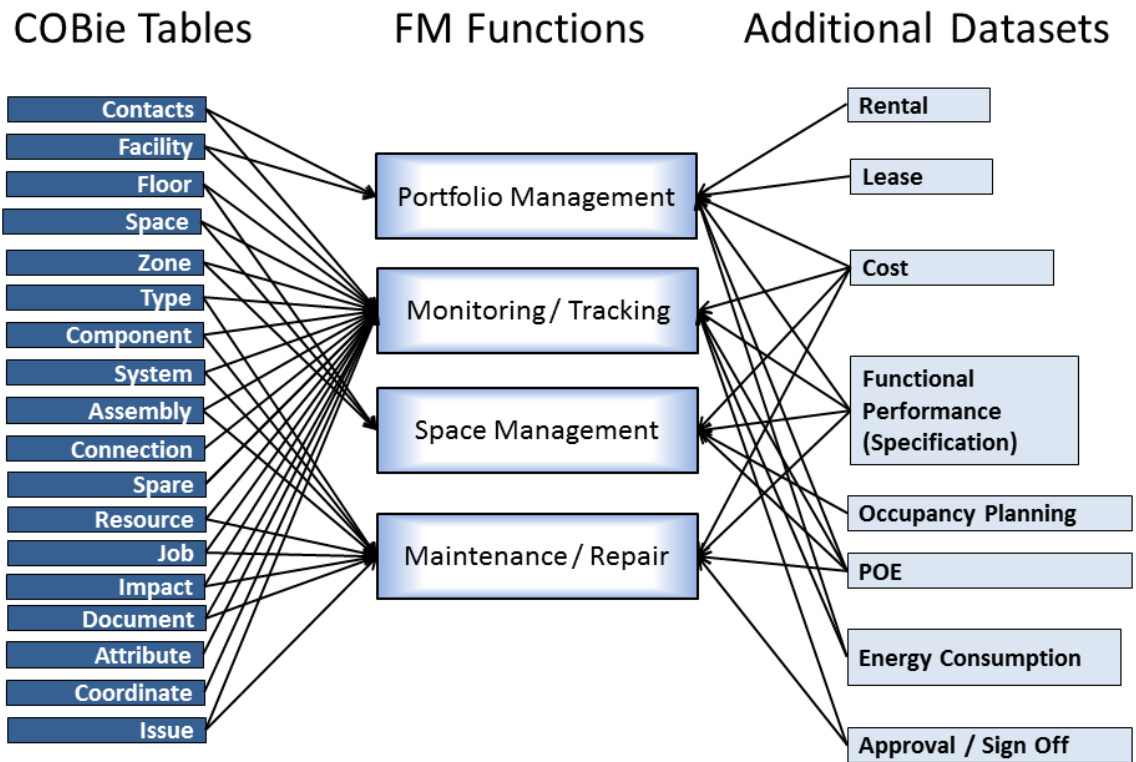 COBie Tables
FM Functions
Additional Datasets
Contacts
Facility
Floor
Space
Zone
Type
Component
System
Assembly
Connection
Spare
Resource
Job
Impact
Document
Attribute
Coordinate
Issue
Portfolio Management
Monitoring / Tracking
Space Management
Maintenance / Repair
Rental
Lease
Cost
Functional
Performance
(Specification)
Occupancy Planning
POE
Energy Consumption
Approval / Sign Off